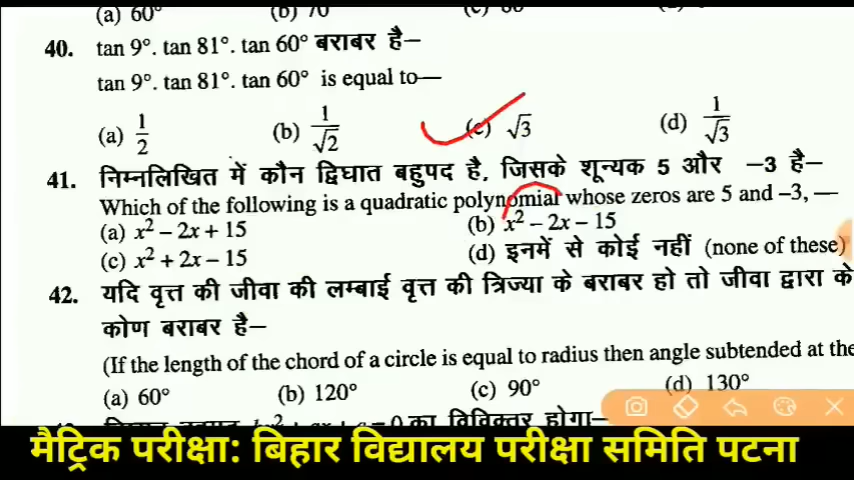 (a) 60° (b) 70
40. tan 9°. tan 81°. tan 60° बराबर है—
tan 9°. tan 81°. tan 60° is equal to—
(a) 1/2 (b) 1/√2 (c) √3 (d) 1/√3
41. निम्नलिखित में कौन द्विघात बहुपद है, जिसके शून्यक 5 और −3 है—
Which of the following is a quadratic polynomial whose zeros are 5 and −3, —
(a) x² − 2x + 15 (b) x² − 2x − 15
(c) x² + 2x − 15 (d) इनमें से कोई नहीं (none of these)
42. यदि वृत्त की जीवा की लम्बाई वृत्त की त्रिज्या के बराबर हो तो जीवा द्वारा के
कोण बराबर है—
(If the length of the chord of a circle is equal to radius then angle subtended at the
(a) 60° (b) 120° (c) 90° (d) 130°
= 0 का विविक्तर होगा—
मैट्रिक परीक्षा: बिहार विद्यालय परीक्षा समिति पटना